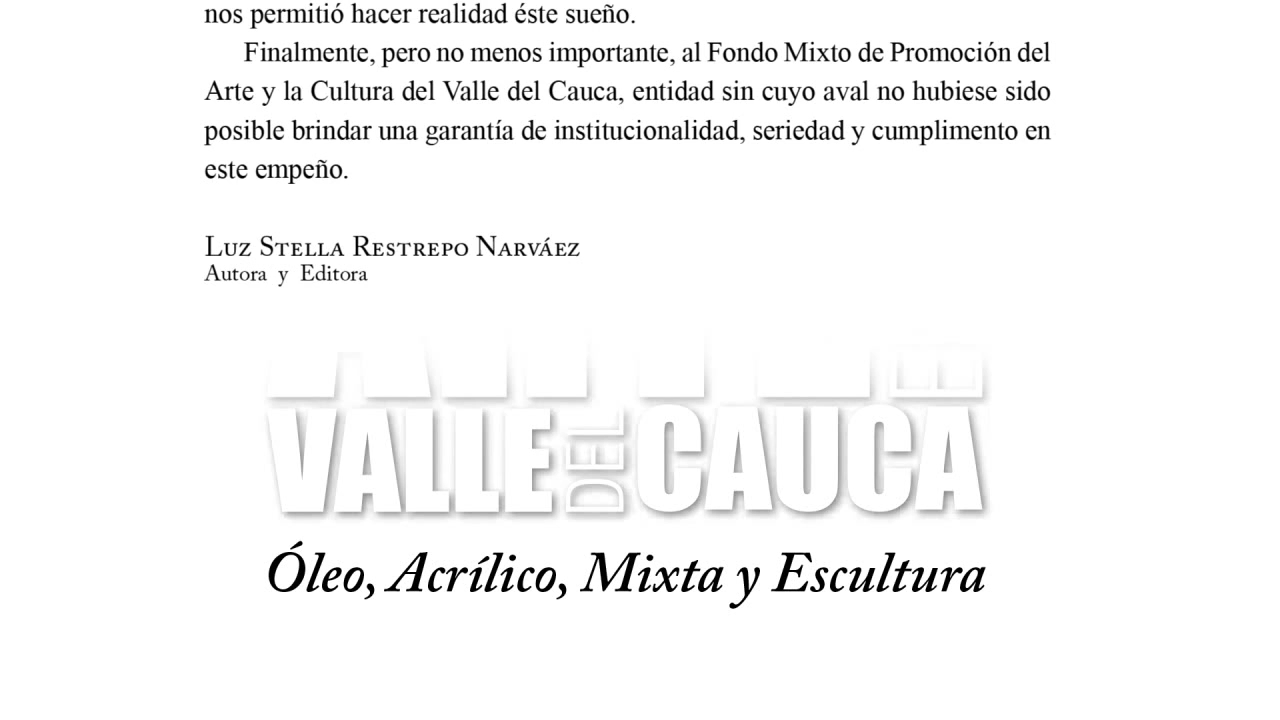 nos permitió hacer realidad éste sueño.
Finalmente, pero no menos importante, al Fondo Mixto de Promoción del
Arte y la Cultura del Valle del Cauca, entidad sin cuyo aval no hubiese sido
posible brindar una garantía de institucionalidad, seriedad y cumplimento en
este empeño.
Luz Stella Restrepo Narváez
Autora y Editora
VALLE DEL CAUCA
Óleo, Acrílico, Mixta y Escultura